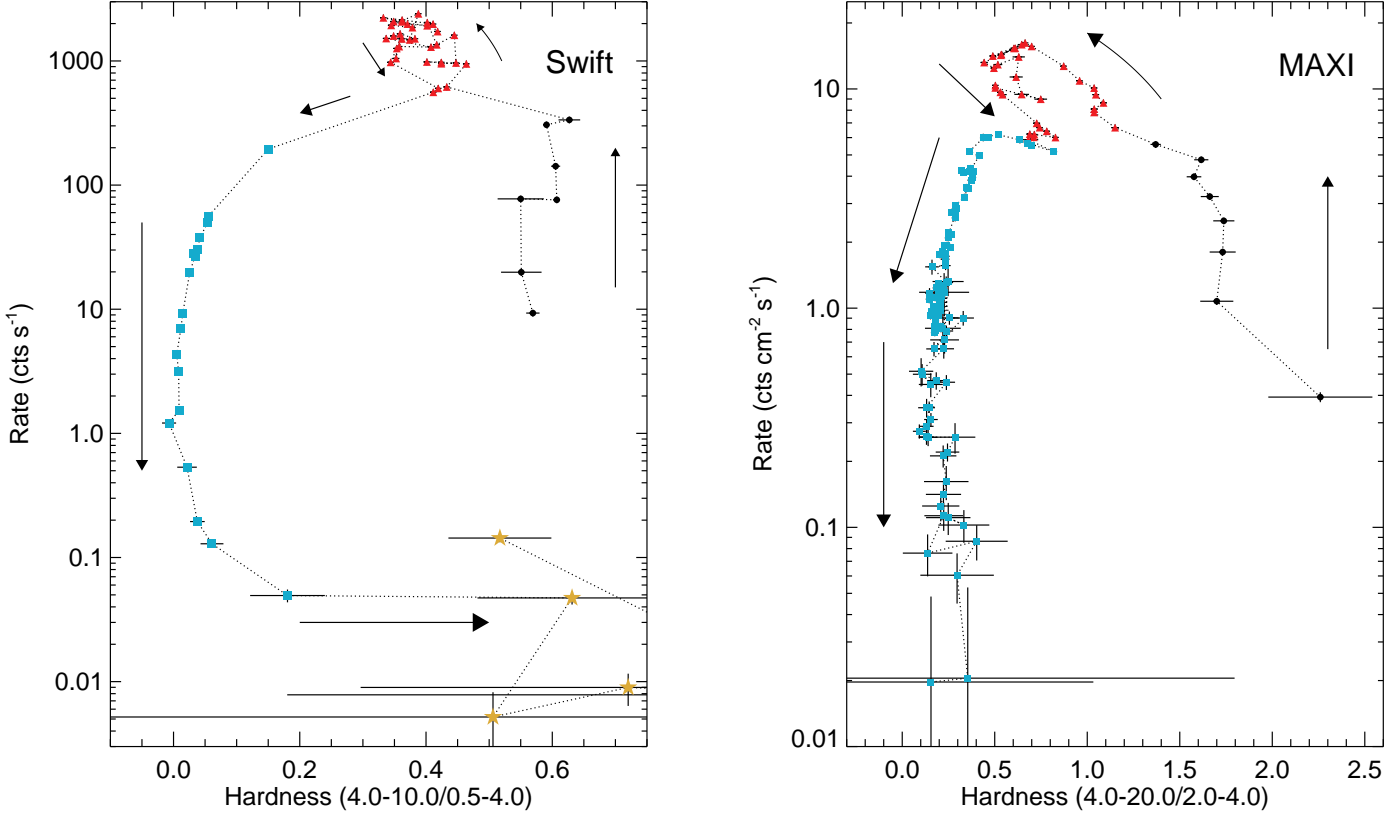 Swift
1000
100
10
1.0
0.1
0.01
Rate (cts s-1)
0.0 0.2 0.4 0.6
Hardness (4.0-10.0/0.5-4.0)
MAXI
10
1.0
0.1
0.01
Rate (cts cm-2 s-1)
0.0 0.5 1.0 1.5 2.0 2.5
Hardness (4.0-20.0/2.0-4.0)